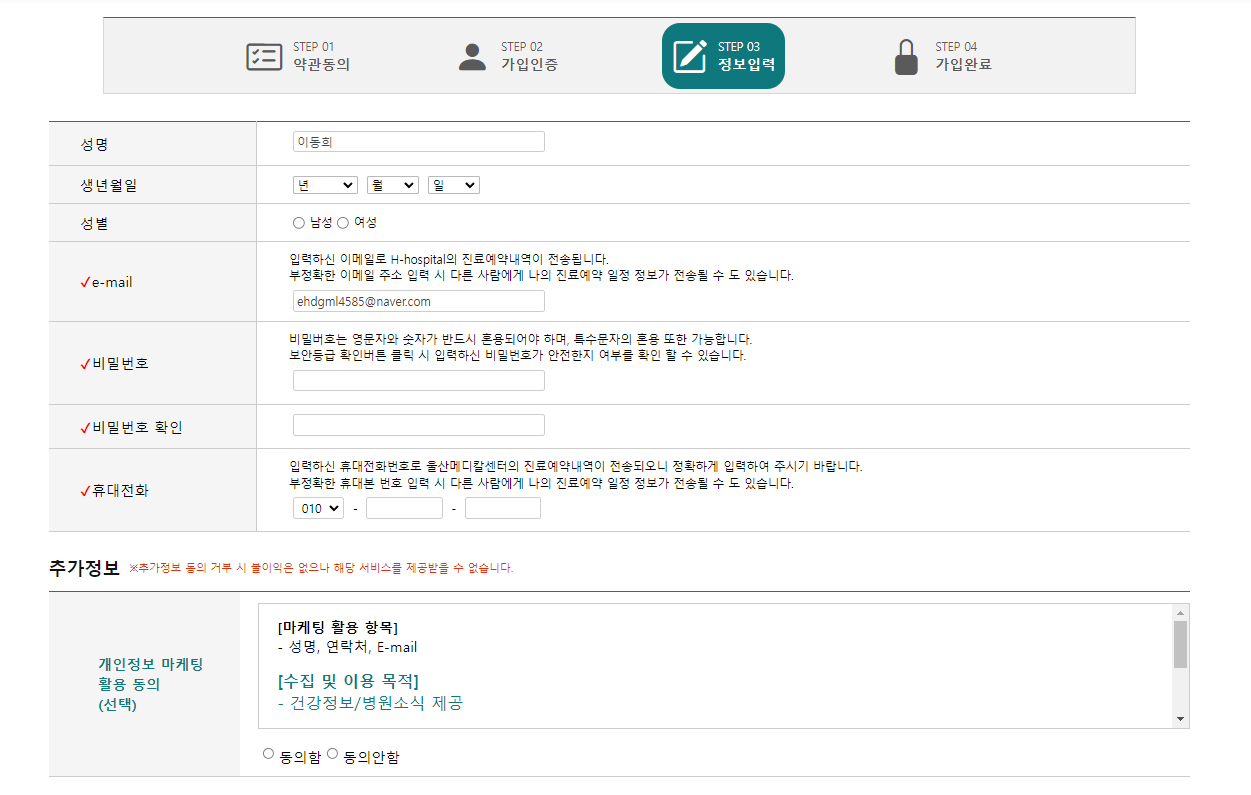 STEP 01
약관동의
STEP 02
가입인증
STEP 03
정보입력
STEP 04
가입완료
성명
이동희
생년월일
년 월 일
성별
남성 여성
✓e-mail
입력하신 이메일로 H-hospital의 진료예약내역이 전송됩니다.
부정확한 이메일 주소 입력 시 다른 사람에게 나의 진료예약 일정 정보가 전송될 수 도 있습니다.
ehdgml4585@naver.com
✓비밀번호
비밀버호는 영문자와 숫자가 반드시 혼용되어야 하며, 특수문자의 혼용 또한 가능합니다.
보안등급 확인버튼 클릭 시 입력하신 비밀번호가 안전한지 여부를 확인 할 수 있습니다.
✓비밀번호 확인
✓휴대전화
입력하신 휴대전화번호로 울산메디칼센터의 진료예약내역이 전송되오니 정확하게 입력하여 주시기 바랍니다.
부정확한 휴대본 번호 입력 시 다른 사람에게 나의 진료예약 일정 정보가 전송될 수 도 있습니다.
010 - -
추가정보 ※추가정보 동의 거부 시 불이익은 없으나 해당 서비스를 제공받을 수 없습니다.
개인정보 마케팅
활용 동의
(선택)
[마케팅 활용 항목]
- 성명, 연락처, E-mail
[수집 및 이용 목적]
- 건강정보/병원소식 제공
동의함 동의안함